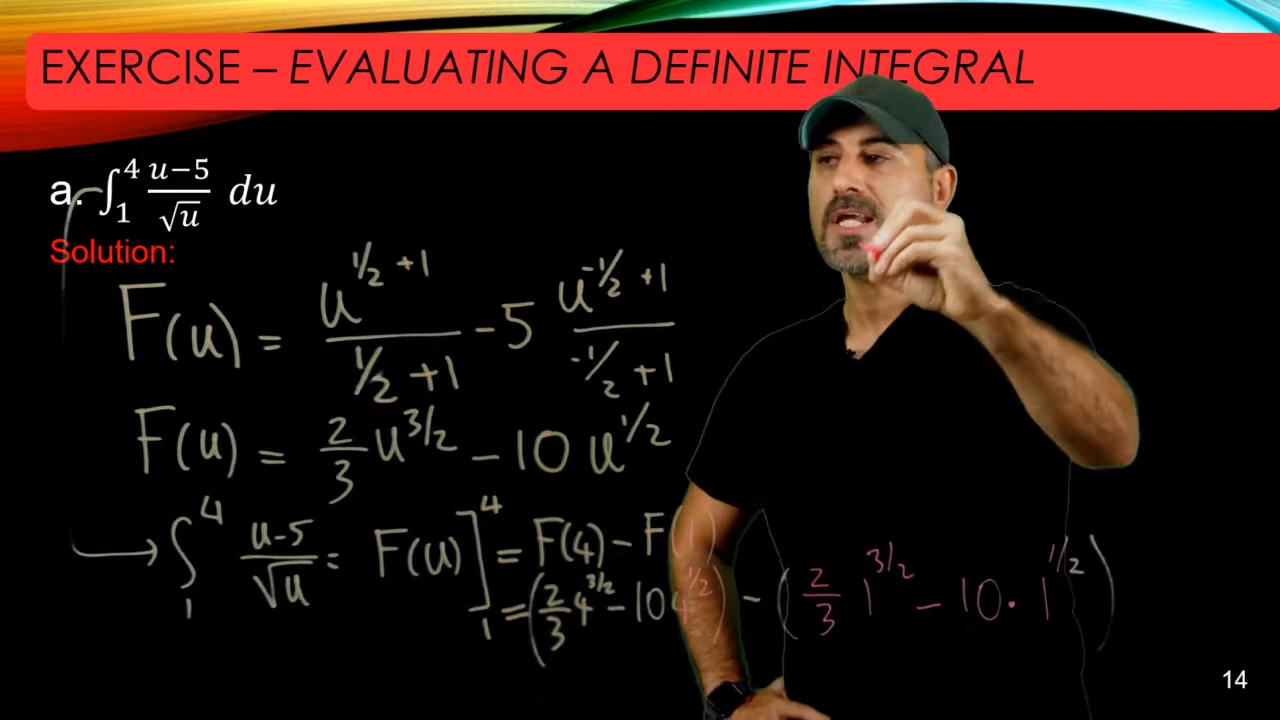 EXERCISE – EVALUATING A DEFINITE INTEGRAL
a. ∫₁⁴ (u−5)/√u du
Solution:
F(u) = u^(1/2 +1) / (1/2 +1) − 5 u^(−1/2 +1) / (−1/2 +1)
F(u) = 2/3 u^(3/2) − 10 u^(1/2)
→ ∫₁⁴ (u−5)/√u = F(u)]₁⁴ = F(4) − F(1)
= (2/3 4^(3/2) − 10 4^(1/2)) − (2/3 1^(3/2) − 10 · 1^(1/2))
14